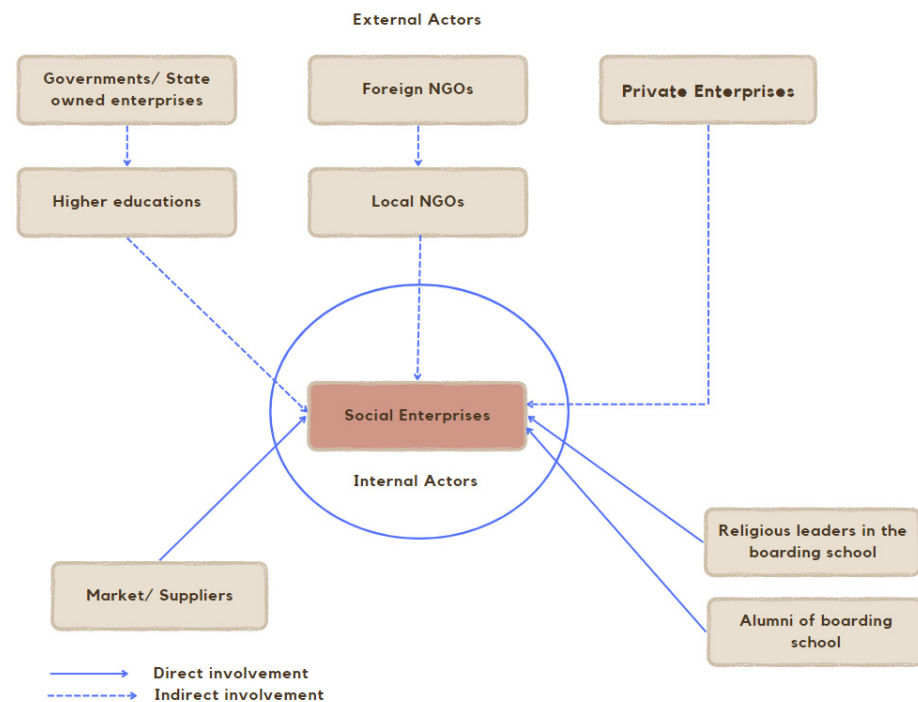 External Actors
Governments/ State
owned enterprises
Foreign NGOs
Private Enterprises
Higher educations
Local NGOs
Social Enterprises
Internal Actors
Religious leaders in the
boarding school
Market/ Suppliers
Alumni of boarding
school
Direct involvement
Indirect involvement